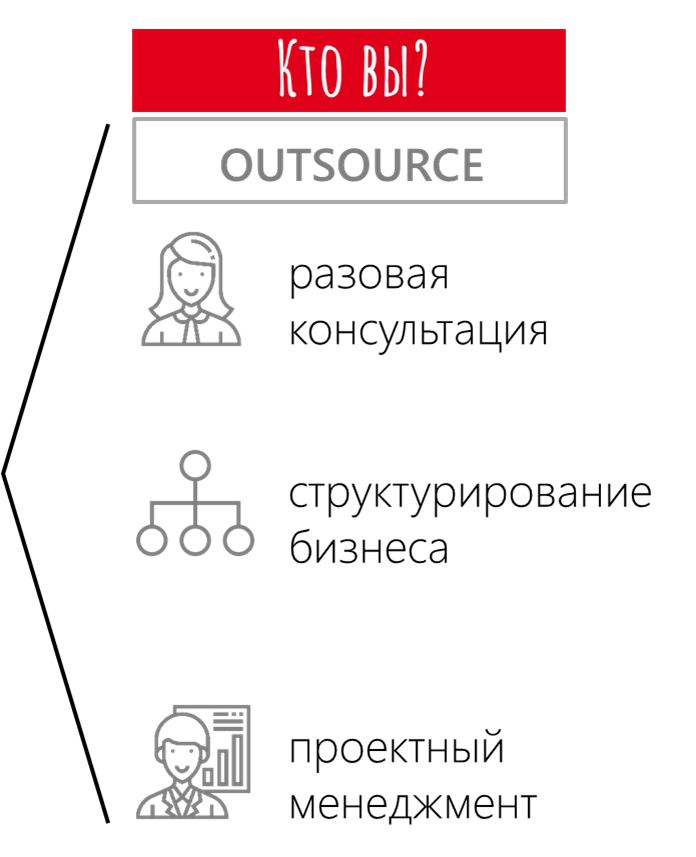 Кто вы?
OUTSOURCE
разовая
консультация
структурирование
бизнеса
проектный
менеджмент